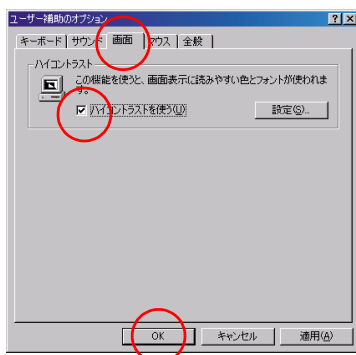 ユーザー補助のオプション
キーボード サウンド 画面 マウス 全般
ハイコントラスト
この機能を使うと、画面表示に読みやすい色とフォントが使われま
す。
ハイコントラストを使う(U)
設定(S)...
OK キャンセル 適用(A)